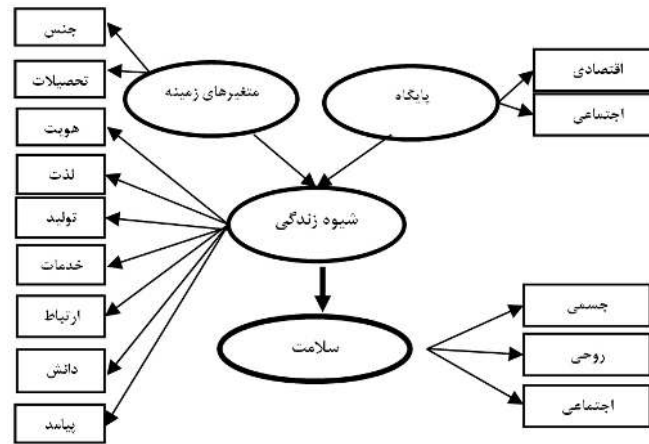 جنس
تحصیلات
متغیرهای زمینه
پایگاه
اقتصادی
اجتماعی
هویت
لذت
تولید
خدمات
ارتباط
دانش
پیامد
شیوه زندگی
سلامت
جسمی
روحی
اجتماعی